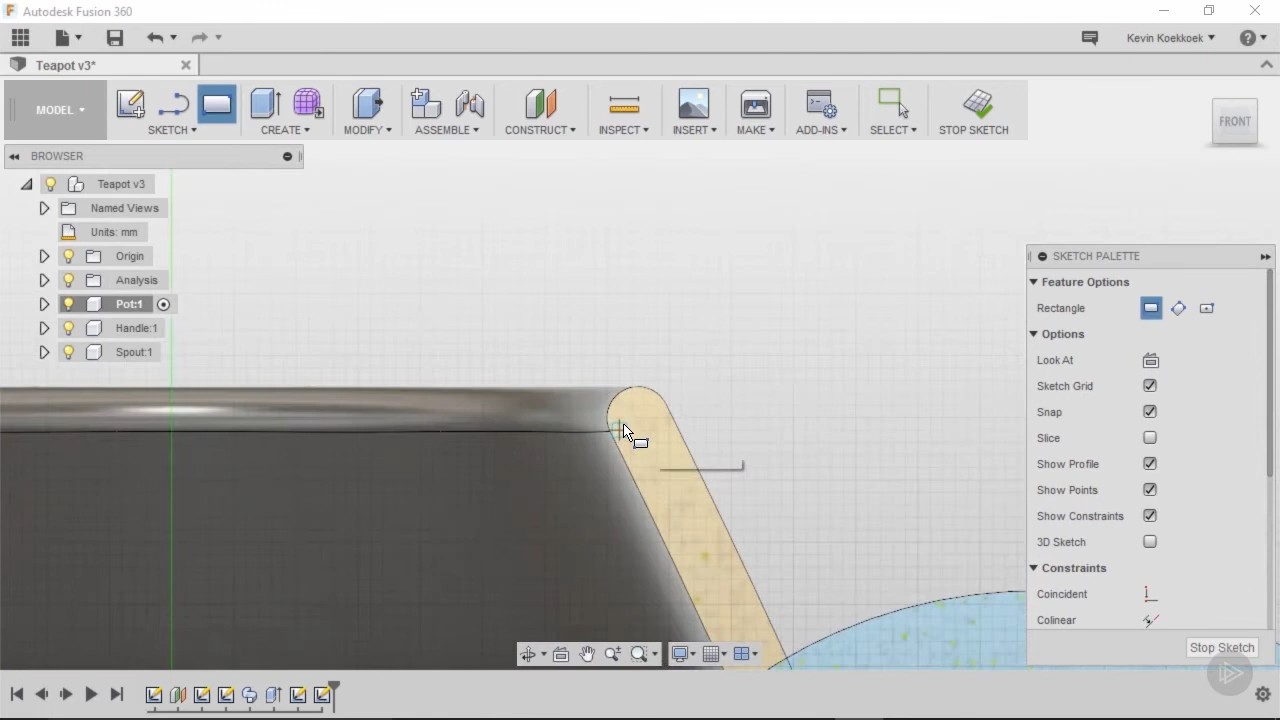 Autodesk Fusion 360
Kevin Koekkoek
Teapot v3*
MODEL
SKETCH
CREATE
MODIFY
ASSEMBLE
CONSTRUCT
INSPECT
INSERT
MAKE
ADD-INS
SELECT
STOP SKETCH
FRONT
BROWSER
Teapot v3
Named Views
Units: mm
Origin
Analysis
Pot:1
Handle:1
Spout:1
SKETCH PALETTE
Feature Options
Rectangle
Options
Look At
Sketch Grid
Snap
Slice
Show Profile
Show Points
Show Constraints
3D Sketch
Constraints
Coincident
Colinear
Stop Sketch